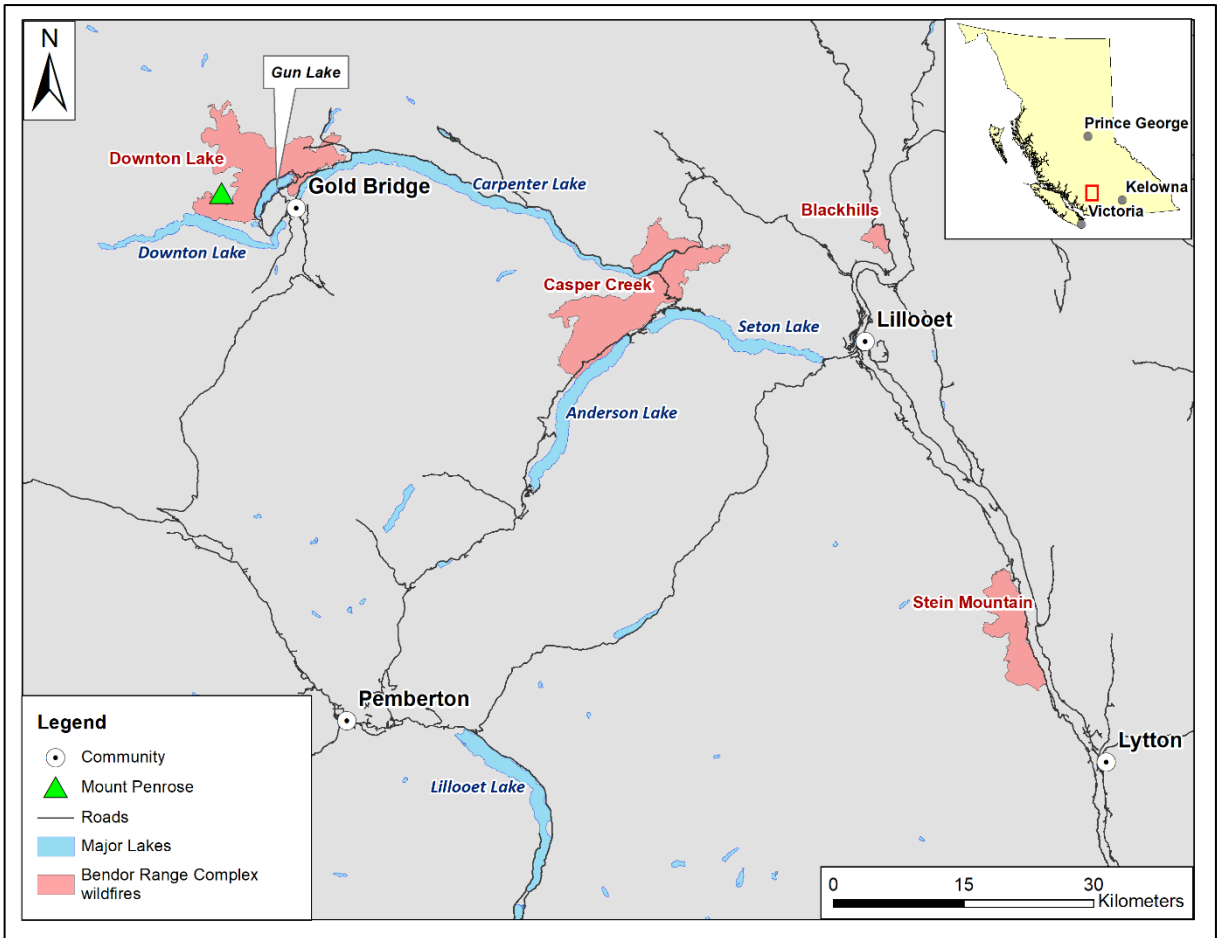 N
Gun Lake
Downton Lake
Gold Bridge
Carpenter Lake
Downton Lake
Blackhills
Casper Creek
Seton Lake
Lillooet
Anderson Lake
Stein Mountain
Pemberton
Lytton
Lillooet Lake
Prince George
Kelowna
Victoria
Legend
Community
Mount Penrose
Roads
Major Lakes
Bendor Range Complex
wildfires
0 15 30
Kilometers